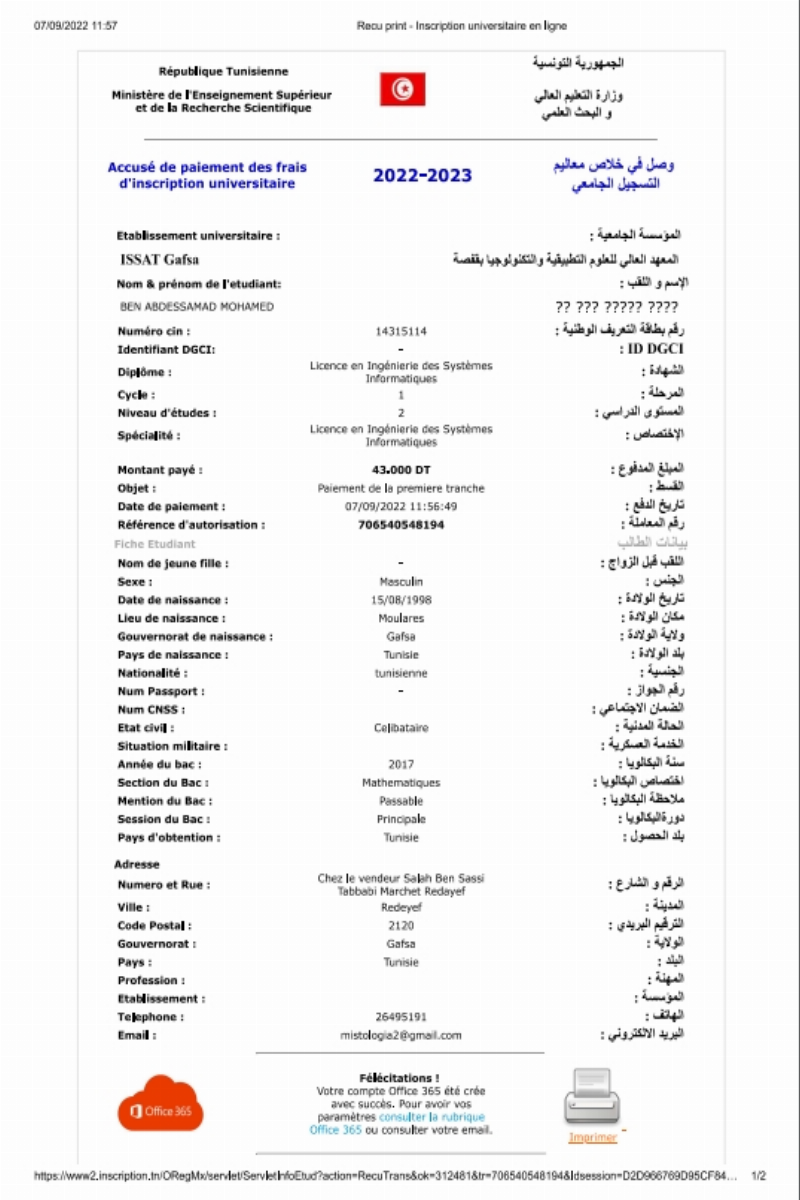 07/09/2022 11:57 Recu print - Inscription universitaire en ligne
République Tunisienne الجمهورية التونسية
Ministère de l'Enseignement Supérieur وزارة التعليم العالي
et de la Recherche Scientifique و البحث العلمي
Accusé de paiement des frais 2022-2023 وصل في خلاص معاليم
d'inscription universitaire التسجيل الجامعي
Etablissement universitaire : المؤسسة الجامعية :
ISSAT Gafsa المعهد العالي للعلوم التطبيقية والتكنولوجيا بقفصة
Nom & prénom de l'etudiant: الإسم و اللقب :
BEN ABDESSAMAD MOHAMED ?? ??? ????? ????
Numéro cin : 14315114 رقم بطاقة التعريف الوطنية :
Identifiant DGCI: - ID DGCI :
Diplôme : Licence en Ingénierie des Systèmes الشهادة :
Informatiques
Cycle : 1 المرحلة :
Niveau d'études : 2 المستوى الدراسي :
Spécialité : Licence en Ingénierie des Systèmes الإختصاص :
Informatiques
Montant payé : 43.000 DT المبلغ المدفوع :
Objet : Paiement de la premiere tranche القسط :
Date de paiement : 07/09/2022 11:56:49 تاريخ الدفع :
Référence d'autorisation : 706540548194 رقم المعاملة :
Fiche Etudiant بيانات الطالب
Nom de jeune fille : - اللقب قبل الزواج :
Sexe : Masculin الجنس :
Date de naissance : 15/08/1998 تاريخ الولادة :
Lieu de naissance : Moulares مكان الولادة :
Gouvernorat de naissance : Gafsa ولاية الولادة :
Pays de naissance : Tunisie بلد الولادة :
Nationalité : tunisienne الجنسية :
Num Passport : - رقم الجواز :
Num CNSS : الضمان الاجتماعي :
Etat civil : Celibataire الحالة المدنية :
Situation militaire : الخدمة العسكرية :
Année du bac : 2017 سنة البكالويا :
Section du Bac : Mathematiques اختصاص البكالويا :
Mention du Bac : Passable ملاحظة البكالويا :
Session du Bac : Principale دورةالبكالويا :
Pays d'obtention : Tunisie بلد الحصول :
Adresse
Numero et Rue : Chez le vendeur Salah Ben Sassi الرقم و الشارع :
Tabbabi Marchet Redayef
Ville : Redeyef المدينة :
Code Postal : 2120 الترقيم البريدي :
Gouvernorat : Gafsa الولاية :
Pays : Tunisie البلد :
Profession : المهنة :
Etablissement : المؤسسة :
Telephone : 26495191 الهاتف :
Email : mistologia2@gmail.com البريد الالكتروني :
Félécitations !
Votre compte Office 365 été crée
avec succès. Pour avoir vos
paramètres consulter la rubrique
Office 365 ou consulter votre email.
Office 365
Imprimer
https://www2.inscription.tn/ORegMx/servlet/ServletInfoEtud?action=RecuTrans&ok=312481&tr=706540548194&Idsession=D2D966769D95CF84... 1/2